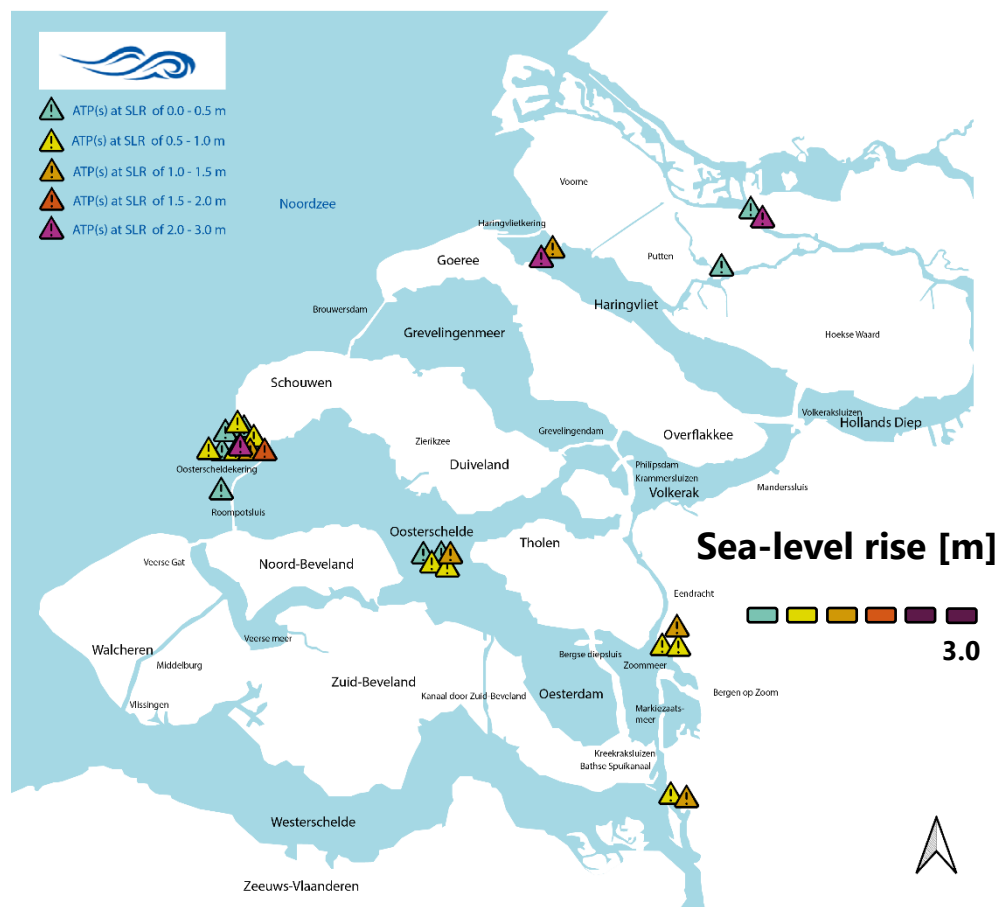 ATP(s) at SLR of 0.0 - 0.5 m
ATP(s) at SLR of 0.5 - 1.0 m
ATP(s) at SLR of 1.0 - 1.5 m
ATP(s) at SLR of 1.5 - 2.0 m
ATP(s) at SLR of 2.0 - 3.0 m
Noordzee
Voorne
Haringvlietkering
Goeree
Putten
Haringvliet
Brouwersdam
Grevelingenmeer
Hoekse Waard
Schouwen
Volkeraksluizen
Hollands Diep
Grevelingendam
Overflakkee
Zierikzee
Duiveland
Oosterscheldekering
Philipsdam
Krammersluizen
Volkerak
Manderssluis
Roompotsluis
Oosterschelde
Tholen
Sea-level rise [m]
Veerse Gat
Noord-Beveland
Eendracht
3.0
Veerse meer
Walcheren
Middelburg
Bergse diepsluis
Zoommeer
Zuid-Beveland
Kanaal door Zuid-Beveland
Oesterdam
Bergen op Zoom
Vlissingen
Markiezaats-
meer
Kreekraksluizen
Bathse Spuikanaal
Westerschelde
Zeeuws-Vlaanderen